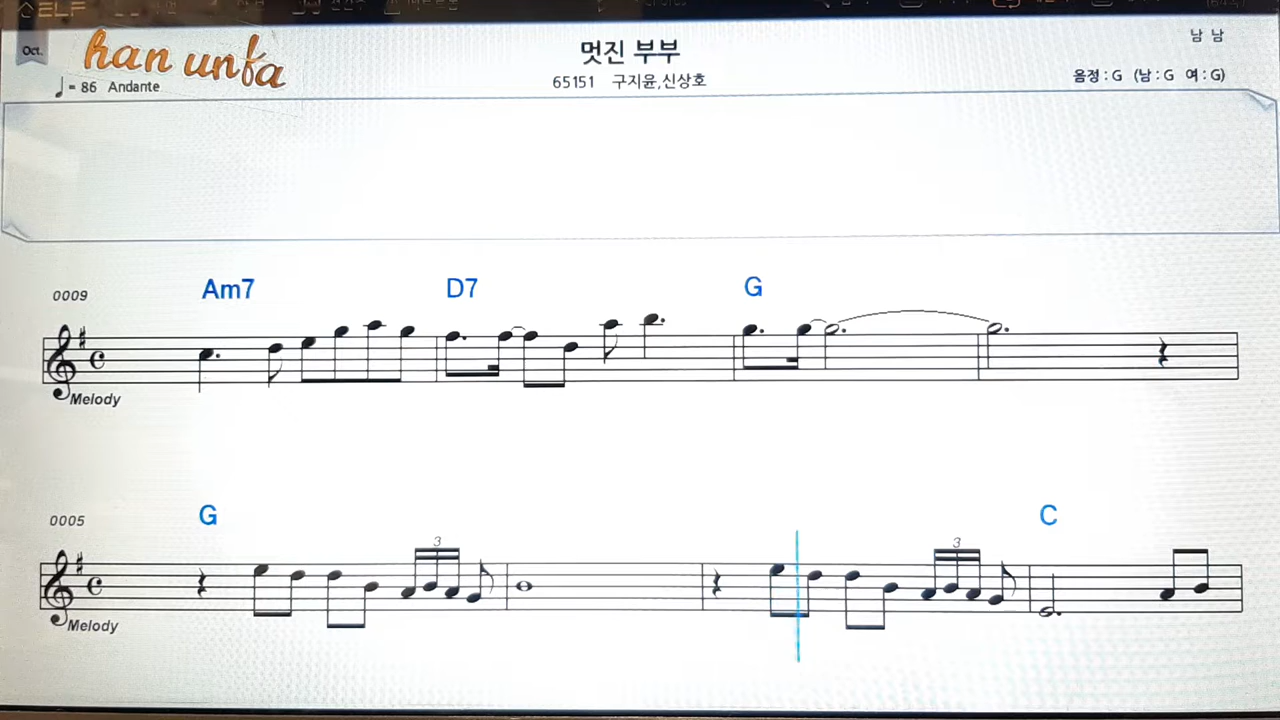 Oct.
han unfa
= 86 Andante
멋진 부부
65151 구지윤,신상호
남 남
음정 : G (남 : G 여 : G)
0009
Am7 D7 G
Melody
0005
G C
3 3
Melody